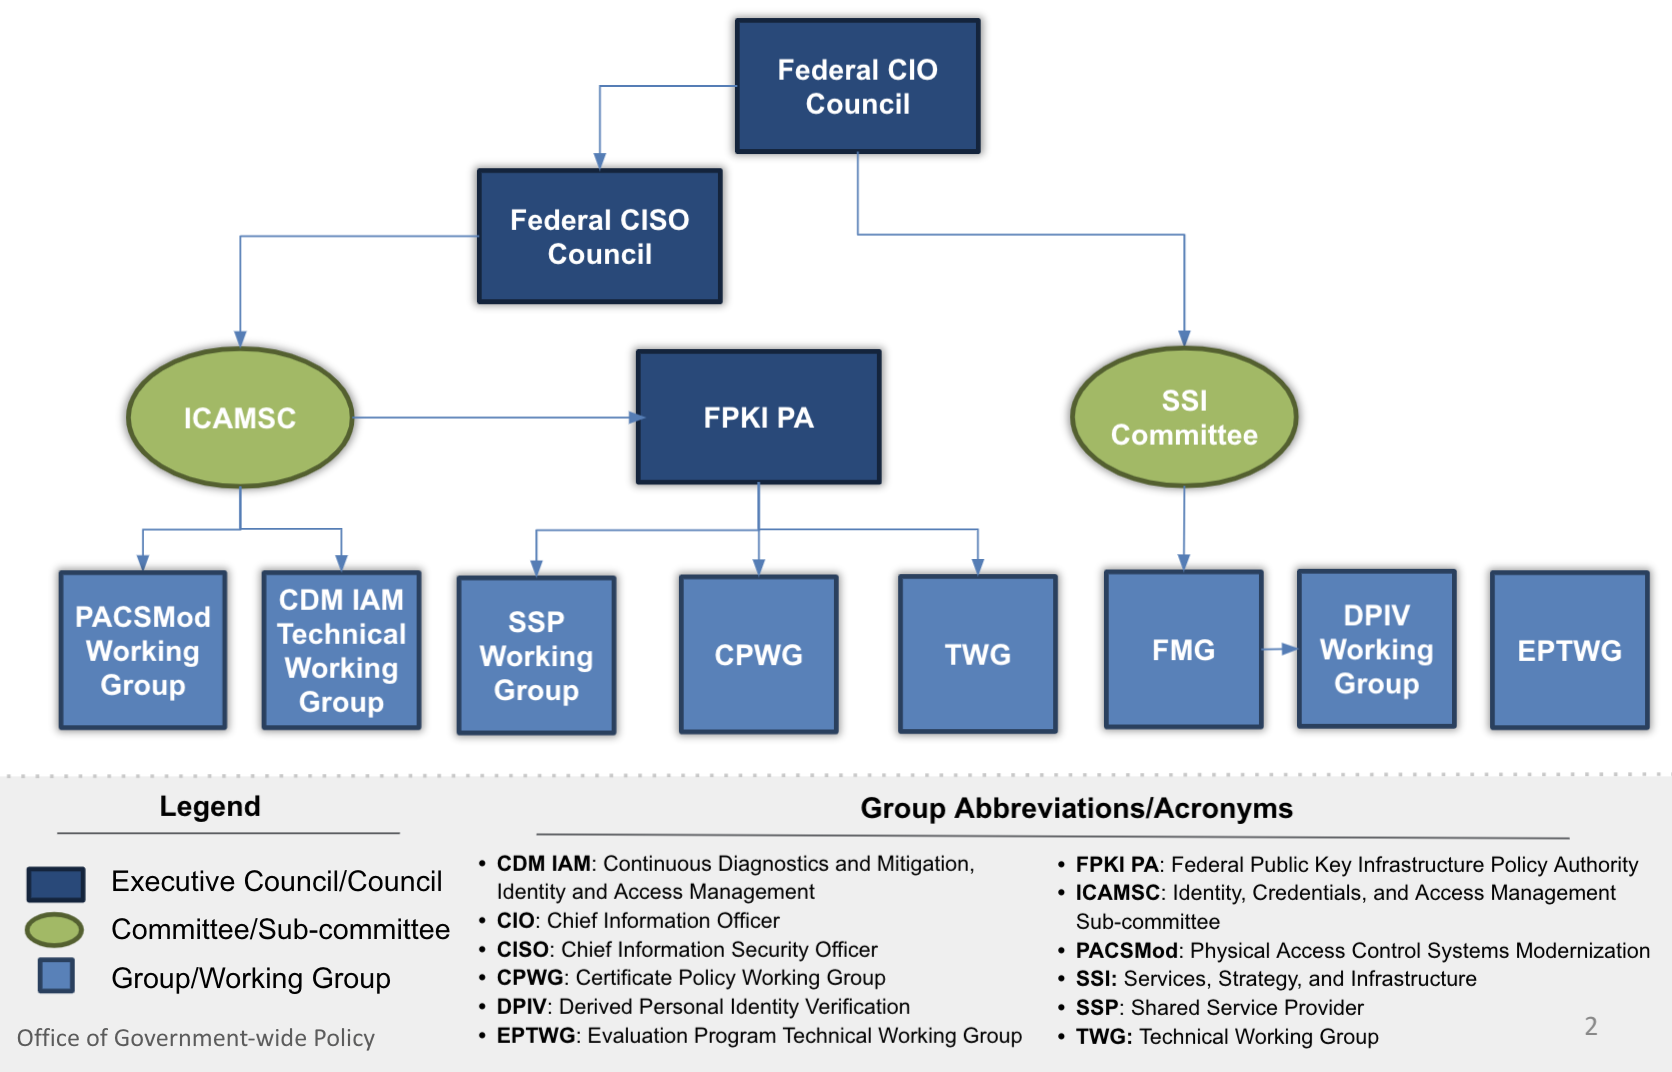 Federal CIO
Council
Federal CISO
Council
ICAMSC
FPKI PA
SSI
Committee
PACSMod
Working
Group
CDM IAM
Technical
Working
Group
SSP
Working
Group
CPWG
TWG
FMG
DPIV
Working
Group
EPTWG
Legend
Executive Council/Council
Committee/Sub-committee
Group/Working Group
Office of Government-wide Policy
Group Abbreviations/Acronyms
• CDM IAM: Continuous Diagnostics and Mitigation,
Identity and Access Management
• CIO: Chief Information Officer
• CISO: Chief Information Security Officer
• CPWG: Certificate Policy Working Group
• DPIV: Derived Personal Identity Verification
• EPTWG: Evaluation Program Technical Working Group
• FPKI PA: Federal Public Key Infrastructure Policy Authority
• ICAMSC: Identity, Credentials, and Access Management
Sub-committee
• PACSMod: Physical Access Control Systems Modernization
• SSI: Services, Strategy, and Infrastructure
• SSP: Shared Service Provider
• TWG: Technical Working Group
2